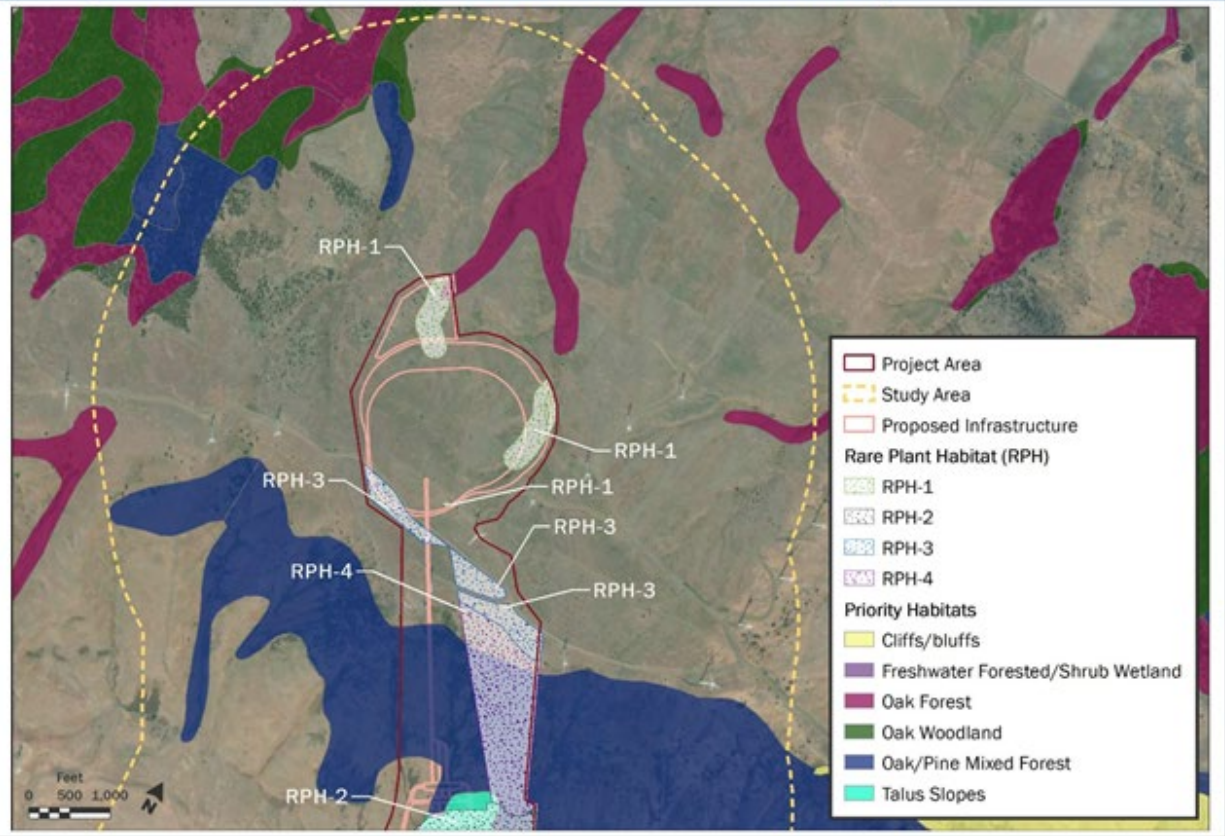 RPH-1
RPH-1
RPH-3
RPH-1
RPH-3
RPH-4
RPH-3
RPH-2
Feet
0 500 1,000
N
Project Area
Study Area
Proposed Infrastructure
Rare Plant Habitat (RPH)
RPH-1
RPH-2
RPH-3
RPH-4
Priority Habitats
Cliffs/bluffs
Freshwater Forested/Shrub Wetland
Oak Forest
Oak Woodland
Oak/Pine Mixed Forest
Talus Slopes